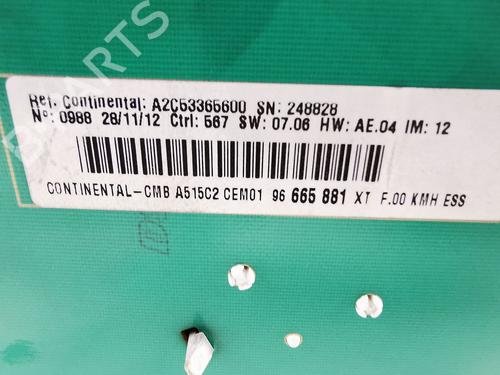 Ref. Continental: A2C53365600 SN: 248828
N°: 0988 28/11/12 Ctrl: 567 SW: 07.06 HW: AE.04 IM: 12
CONTINENTAL-CMB A515C2 CEM01 96 665 881 XT F.00 KMH ESS